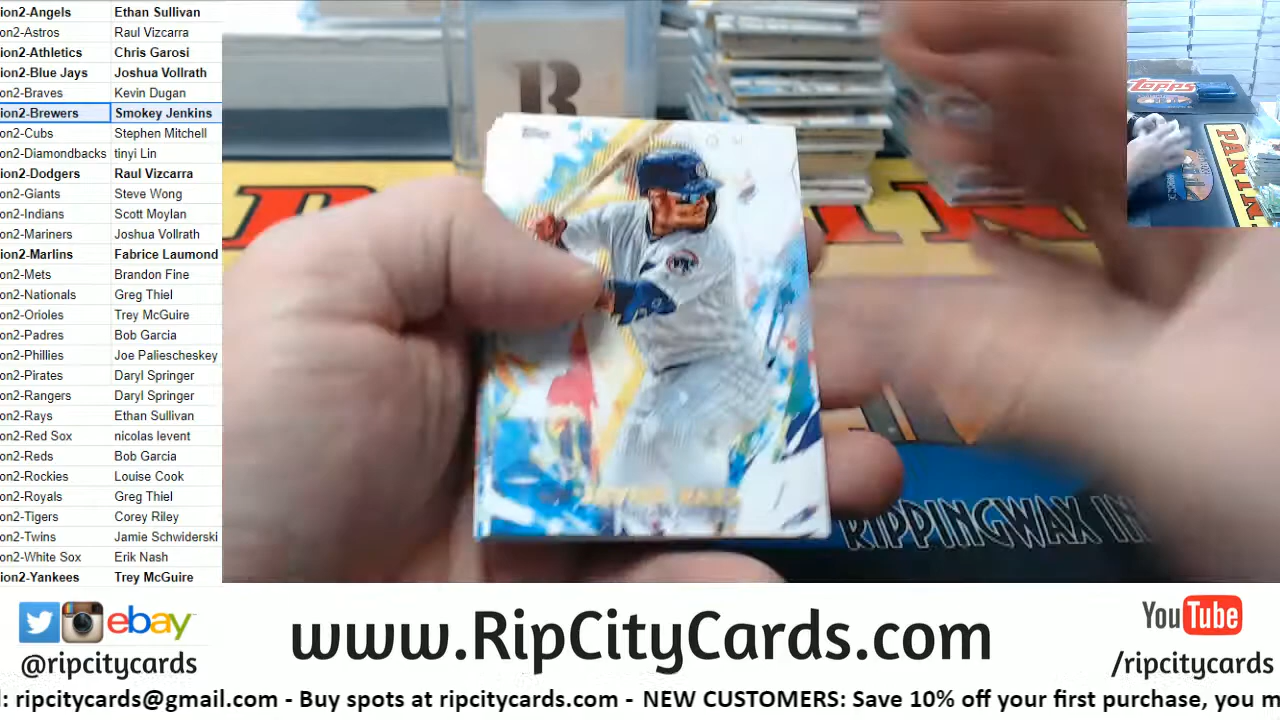 ion2-Angels Ethan Sullivan
ion2-Astros Raul Vizcarra
ion2-Athletics Chris Garosi
ion2-Blue Jays Joshua Vollrath
ion2-Braves Kevin Dugan
ion2-Brewers Smokey Jenkins
ion2-Cubs Stephen Mitchell
ion2-Diamondbacks tinyi Lin
ion2-Dodgers Raul Vizcarra
ion2-Giants Steve Wong
ion2-Indians Scott Moylan
ion2-Mariners Joshua Vollrath
ion2-Marlins Fabrice Laumond
ion2-Mets Brandon Fine
ion2-Nationals Greg Thiel
ion2-Orioles Trey McGuire
ion2-Padres Bob Garcia
ion2-Phillies Joe Paliescheskey
ion2-Pirates Daryl Springer
ion2-Rangers Daryl Springer
ion2-Rays Ethan Sullivan
ion2-Red Sox nicolas levent
ion2-Reds Bob Garcia
ion2-Rockies Louise Cook
ion2-Royals Greg Thiel
ion2-Tigers Corey Riley
ion2-Twins Jamie Schwiderski
ion2-White Sox Erik Nash
ion2-Yankees Trey McGuire
R
Topps
Topps
PANINI
RIPPINGWAX IN
ebay
@ripcitycards
www.RipCityCards.com
YouTube
/ripcitycards
l: ripcitycards@gmail.com - Buy spots at ripcitycards.com - NEW CUSTOMERS: Save 10% off your first purchase, you m